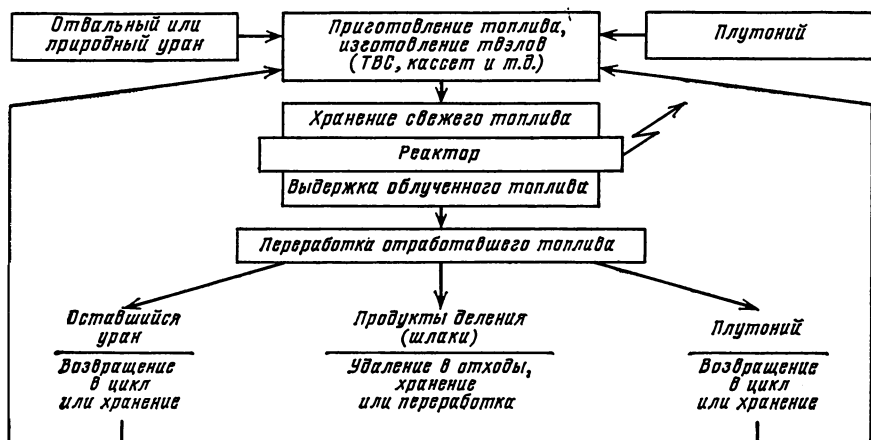 Отвальный или
природный уран
Приготовление топлива,
изготовление твэлов
(ТВС, кассет и т.д.)
Плутоний
Хранение свежего топлива
Реактор
Выдержка облученного топлива
Переработка отработавшего топлива
Оставшийся
уран
Возвращение
в цикл
или хранение
Продукты деления
(шлаки)
Удаление в отходы,
хранение
или переработка
Плутоний
Возвращение
в цикл
или хранение